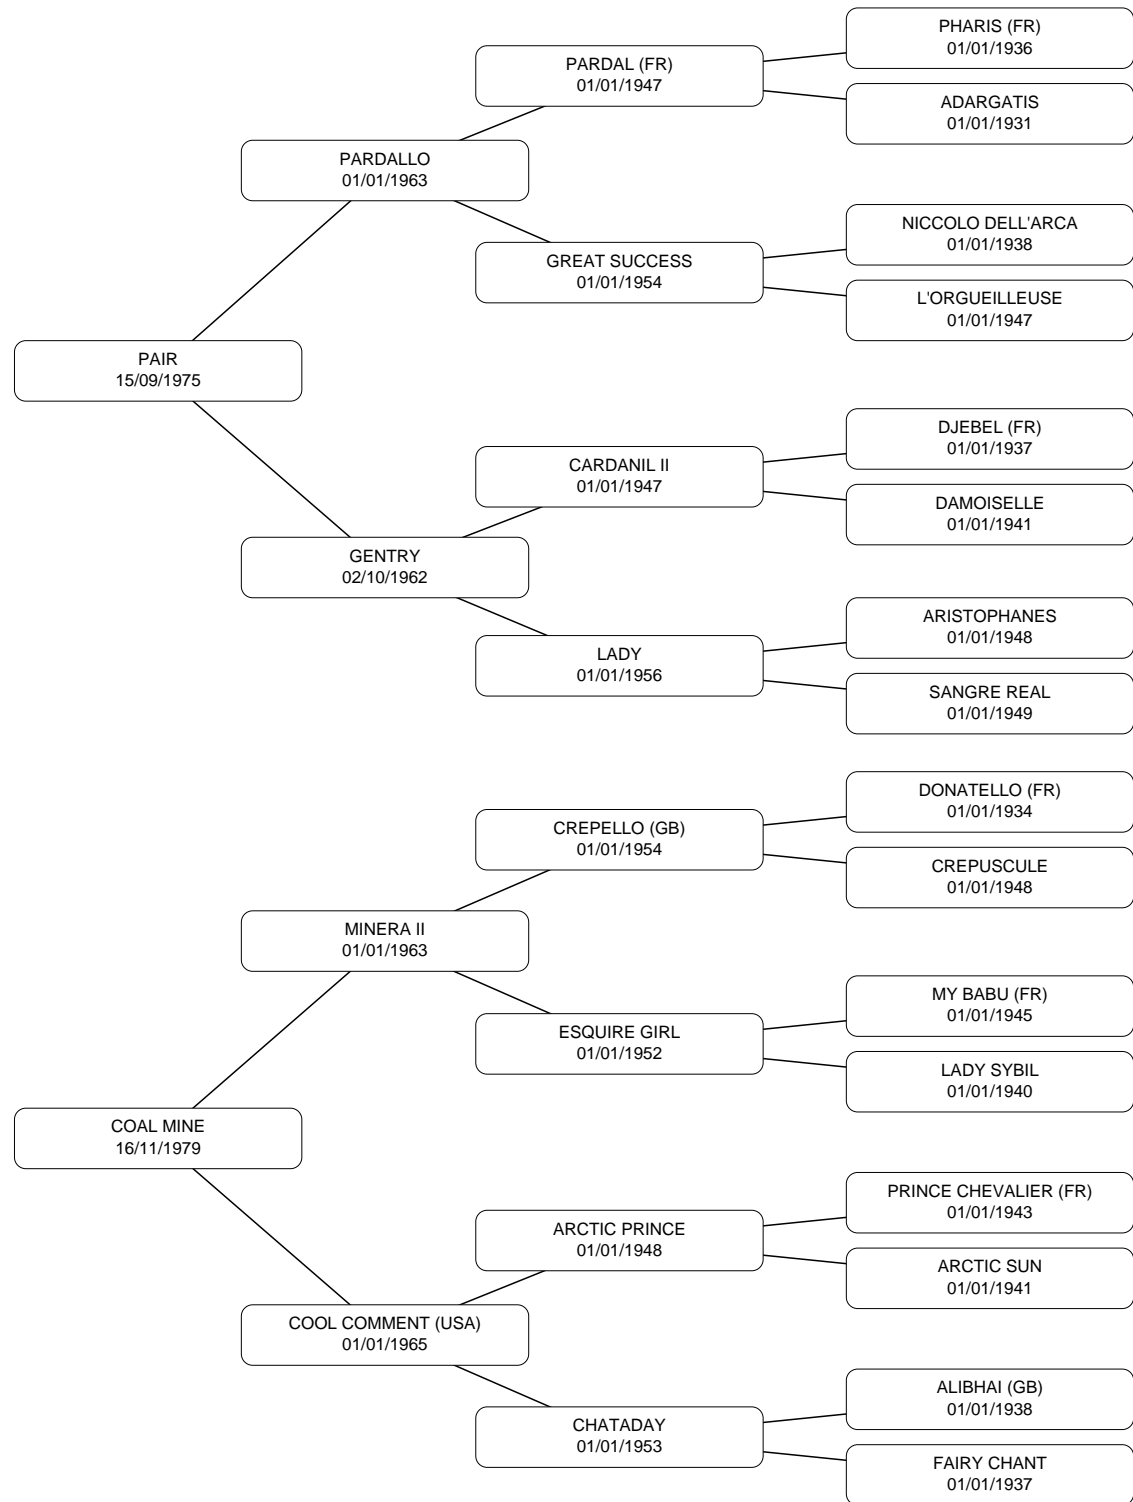 PHARIS (FR)
01/01/1936
PARDAL (FR)
01/01/1947
ADARGATIS
01/01/1931
PARDALLO
01/01/1963
NICCOLO DELL'ARCA
01/01/1938
GREAT SUCCESS
01/01/1954
L'ORGUEILLEUSE
01/01/1947
PAIR
15/09/1975
DJEBEL (FR)
01/01/1937
CARDANIL II
01/01/1947
DAMOISELLE
01/01/1941
GENTRY
02/10/1962
ARISTOPHANES
01/01/1948
LADY
01/01/1956
SANGRE REAL
01/01/1949
DONATELLO (FR)
01/01/1934
CREPELLO (GB)
01/01/1954
CREPUSCULE
01/01/1948
MINERA II
01/01/1963
MY BABU (FR)
01/01/1945
ESQUIRE GIRL
01/01/1952
LADY SYBIL
01/01/1940
COAL MINE
16/11/1979
PRINCE CHEVALIER (FR)
01/01/1943
ARCTIC PRINCE
01/01/1948
ARCTIC SUN
01/01/1941
COOL COMMENT (USA)
01/01/1965
ALIBHAI (GB)
01/01/1938
CHATADAY
01/01/1953
FAIRY CHANT
01/01/1937